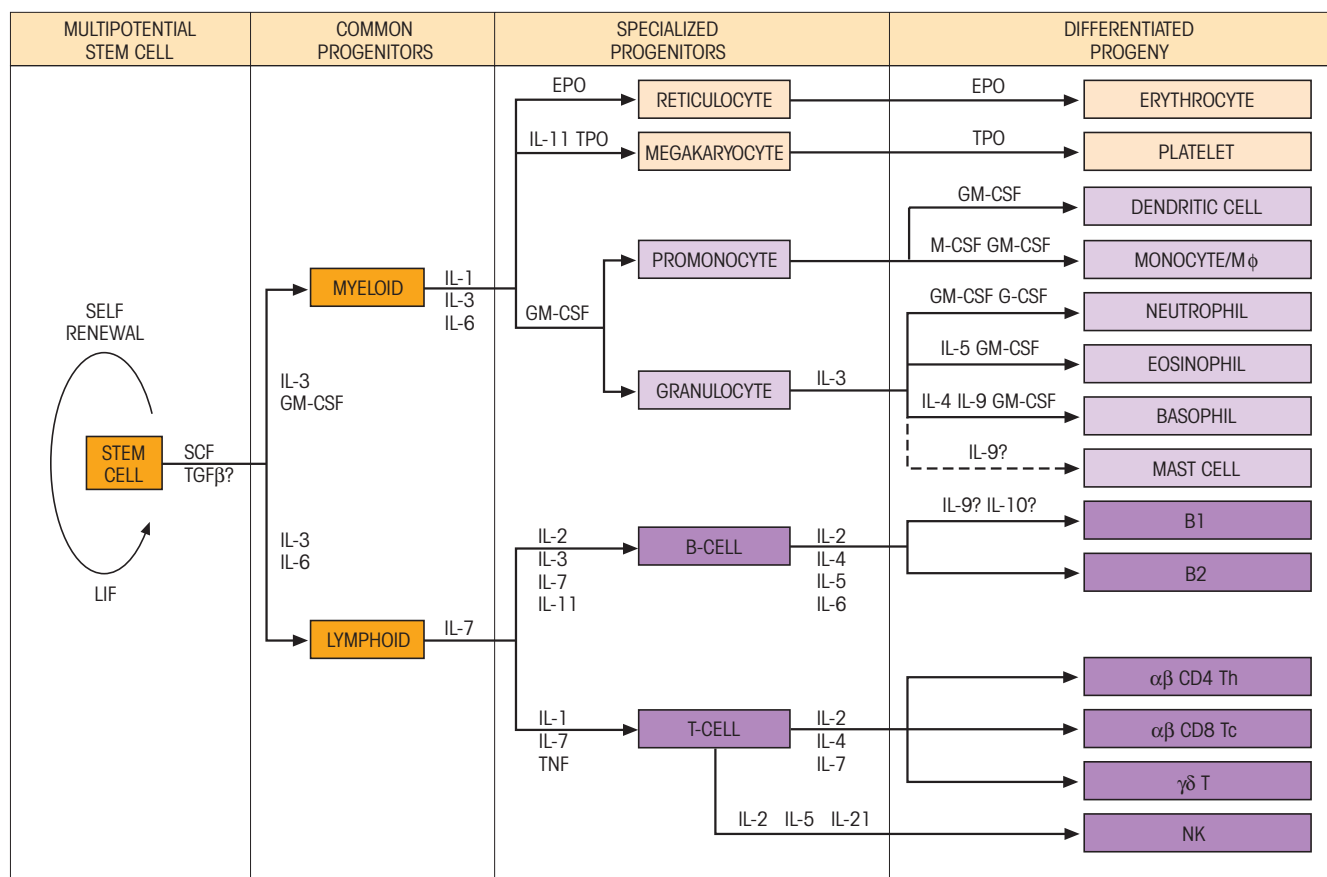 MULTIPOTENTIAL
STEM CELL
COMMON
PROGENITORS
SPECIALIZED
PROGENITORS
DIFFERENTIATED
PROGENY
SELF
RENEWAL
STEM
CELL
LIF
SCF
TGFβ?
IL-3
GM-CSF
IL-3
IL-6
MYELOID
IL-1
IL-3
IL-6
LYMPHOID
IL-7
EPO
RETICULOCYTE
EPO
ERYTHROCYTE
IL-11 TPO
MEGAKARYOCYTE
TPO
PLATELET
GM-CSF
PROMONOCYTE
GM-CSF
DENDRITIC CELL
M-CSF GM-CSF
MONOCYTE/Mϕ
GRANULOCYTE
IL-3
GM-CSF G-CSF
NEUTROPHIL
IL-5 GM-CSF
EOSINOPHIL
IL-4 IL-9 GM-CSF
BASOPHIL
IL-9?
MAST CELL
IL-2
IL-3
IL-7
IL-11
B-CELL
IL-2
IL-4
IL-5
IL-6
IL-9? IL-10?
B1
B2
IL-1
IL-7
TNF
T-CELL
IL-2
IL-4
IL-7
αβ CD4 Th
αβ CD8 Tc
γδ T
IL-2 IL-5 IL-21
NK